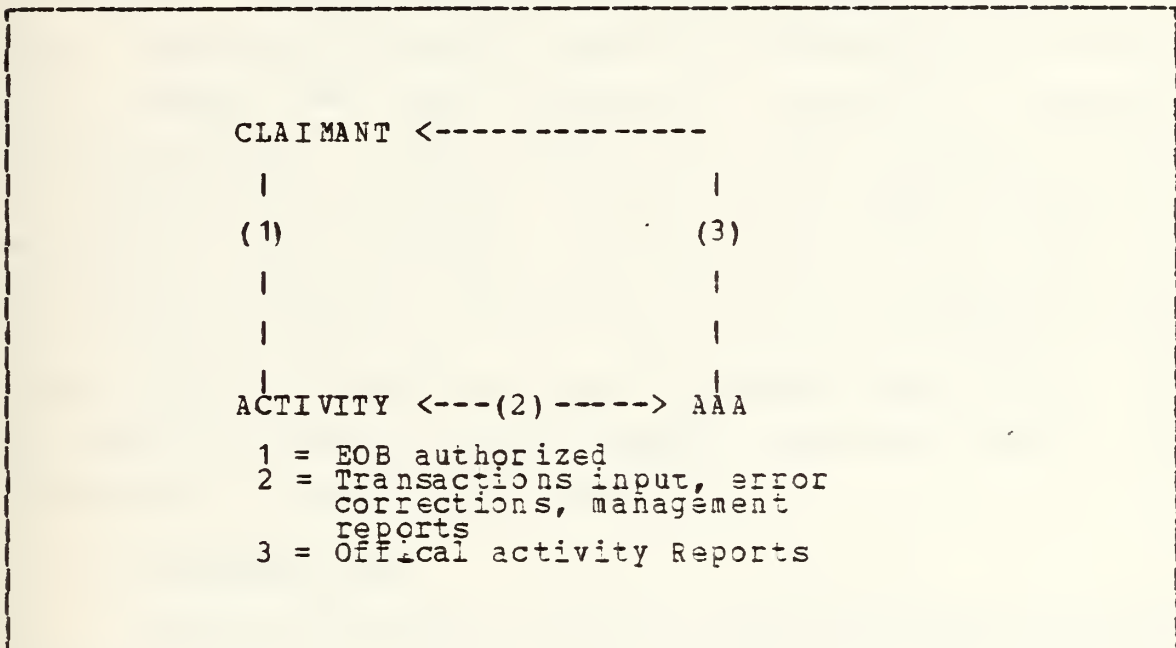 CLAIMANT <---------------
| |
(1) (3)
| |
| |
| |
ACTIVITY <---(2)-----> AAA
1 = EOB authorized
2 = Transactions input, error
corrections, management
reports
3 = Offical activity Reports